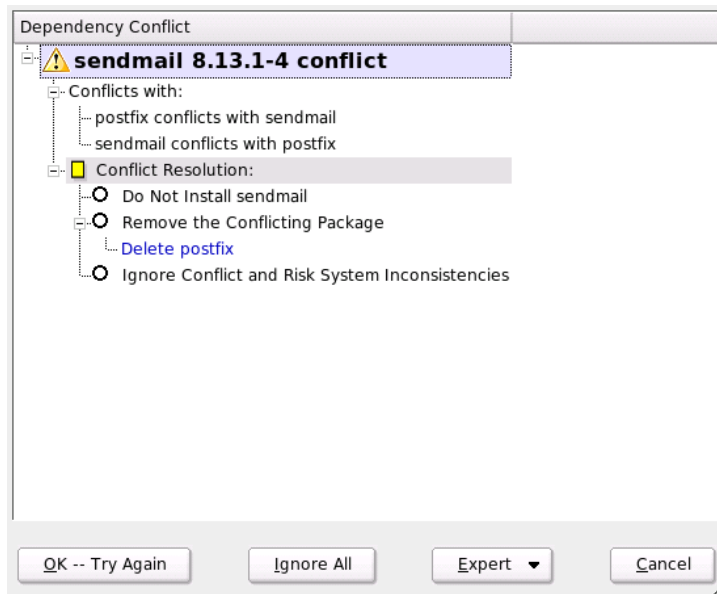 Dependency Conflict
sendmail 8.13.1-4 conflict
Conflicts with:
postfix conflicts with sendmail
sendmail conflicts with postfix
Conflict Resolution:
Do Not Install sendmail
Remove the Conflicting Package
Delete postfix
Ignore Conflict and Risk System Inconsistencies
OK -- Try Again Ignore All Expert Cancel